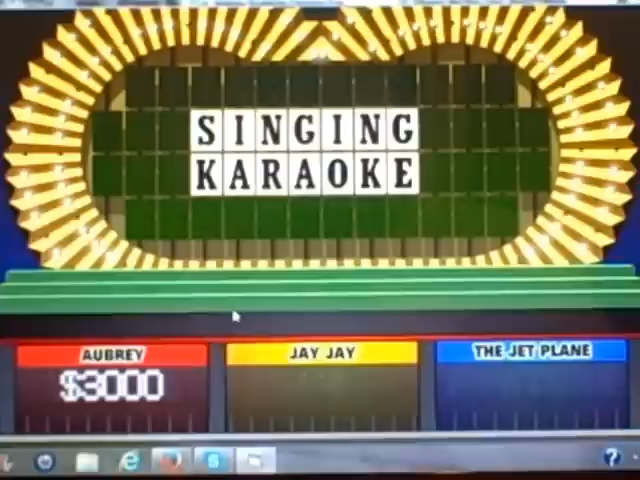 SINGING
KARAOKE
AUBREY
JAY JAY
THE JET PLANE
$3000